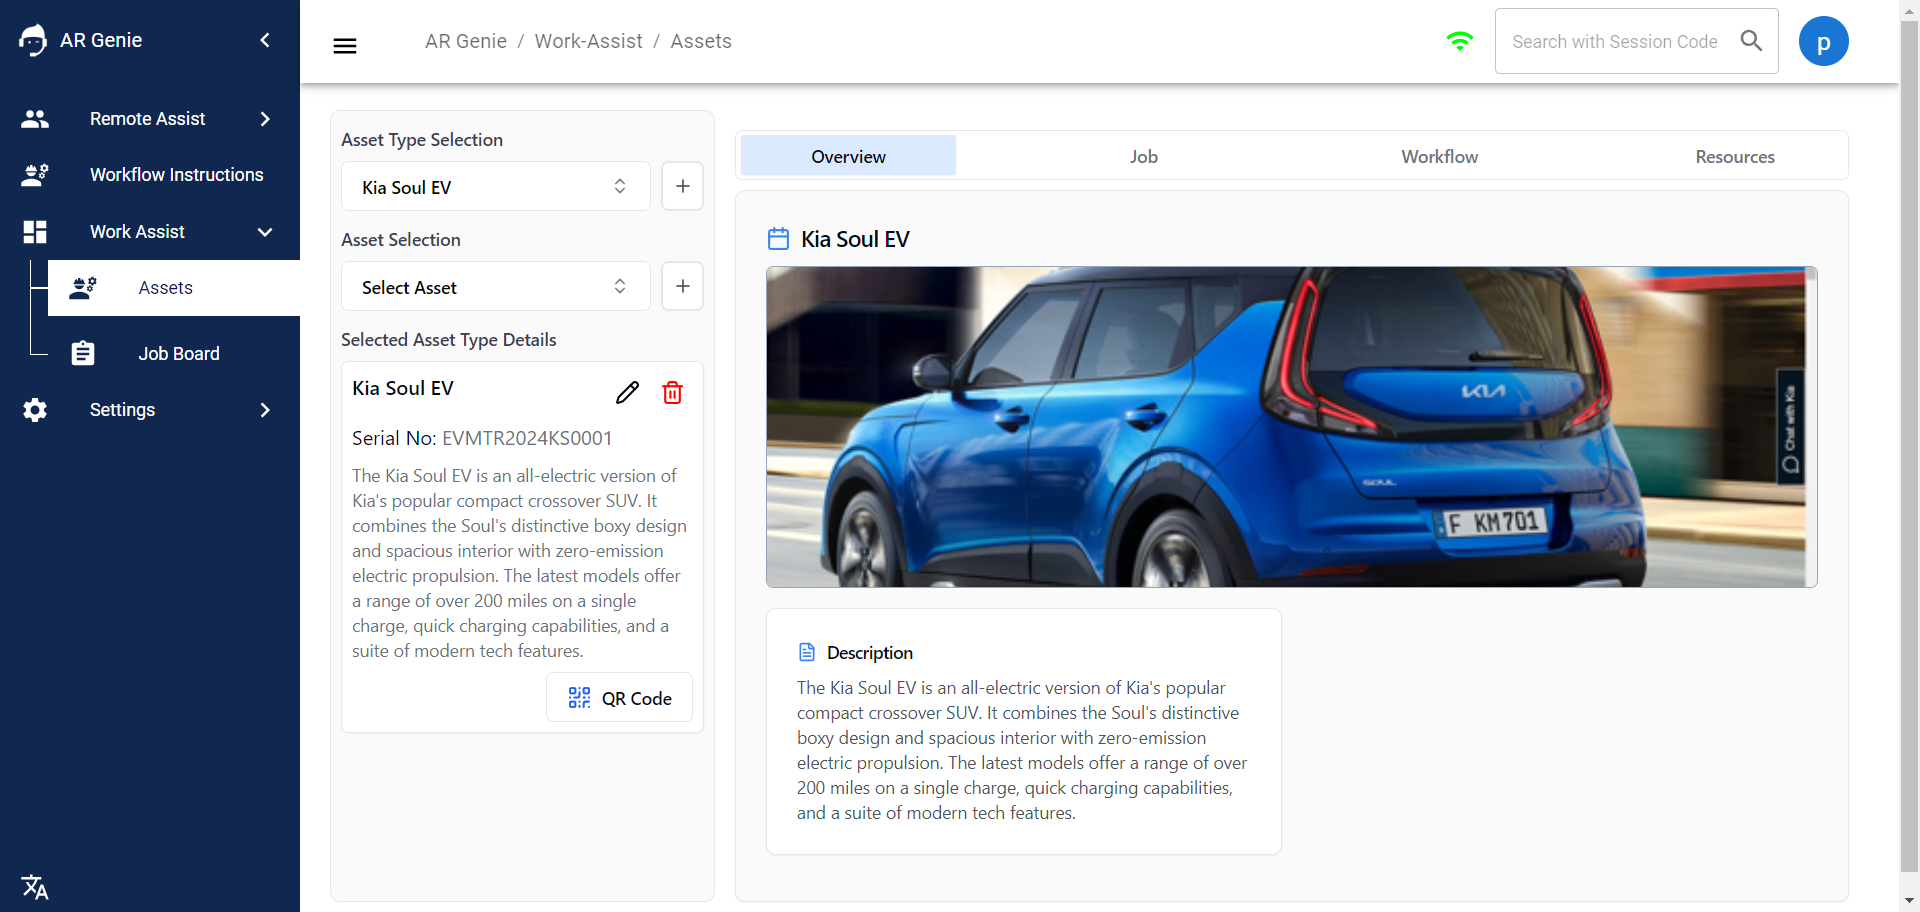 AR Genie
Remote Assist
Workflow Instructions
Work Assist
Assets
Job Board
Settings
AR Genie / Work-Assist / Assets
Search with Session Code
p
Asset Type Selection
Kia Soul EV
Asset Selection
Select Asset
Selected Asset Type Details
Kia Soul EV
Serial No: EVMTR2024KS0001
The Kia Soul EV is an all-electric version of
Kia's popular compact crossover SUV. It
combines the Soul's distinctive boxy design
and spacious interior with zero-emission
electric propulsion. The latest models offer
a range of over 200 miles on a single
charge, quick charging capabilities, and a
suite of modern tech features.
QR Code
Overview
Job
Workflow
Resources
Kia Soul EV
KIA
SOUL
F KM701
Chat with Kia
Description
The Kia Soul EV is an all-electric version of Kia's popular
compact crossover SUV. It combines the Soul's distinctive
boxy design and spacious interior with zero-emission
electric propulsion. The latest models offer a range of over
200 miles on a single charge, quick charging capabilities,
and a suite of modern tech features.